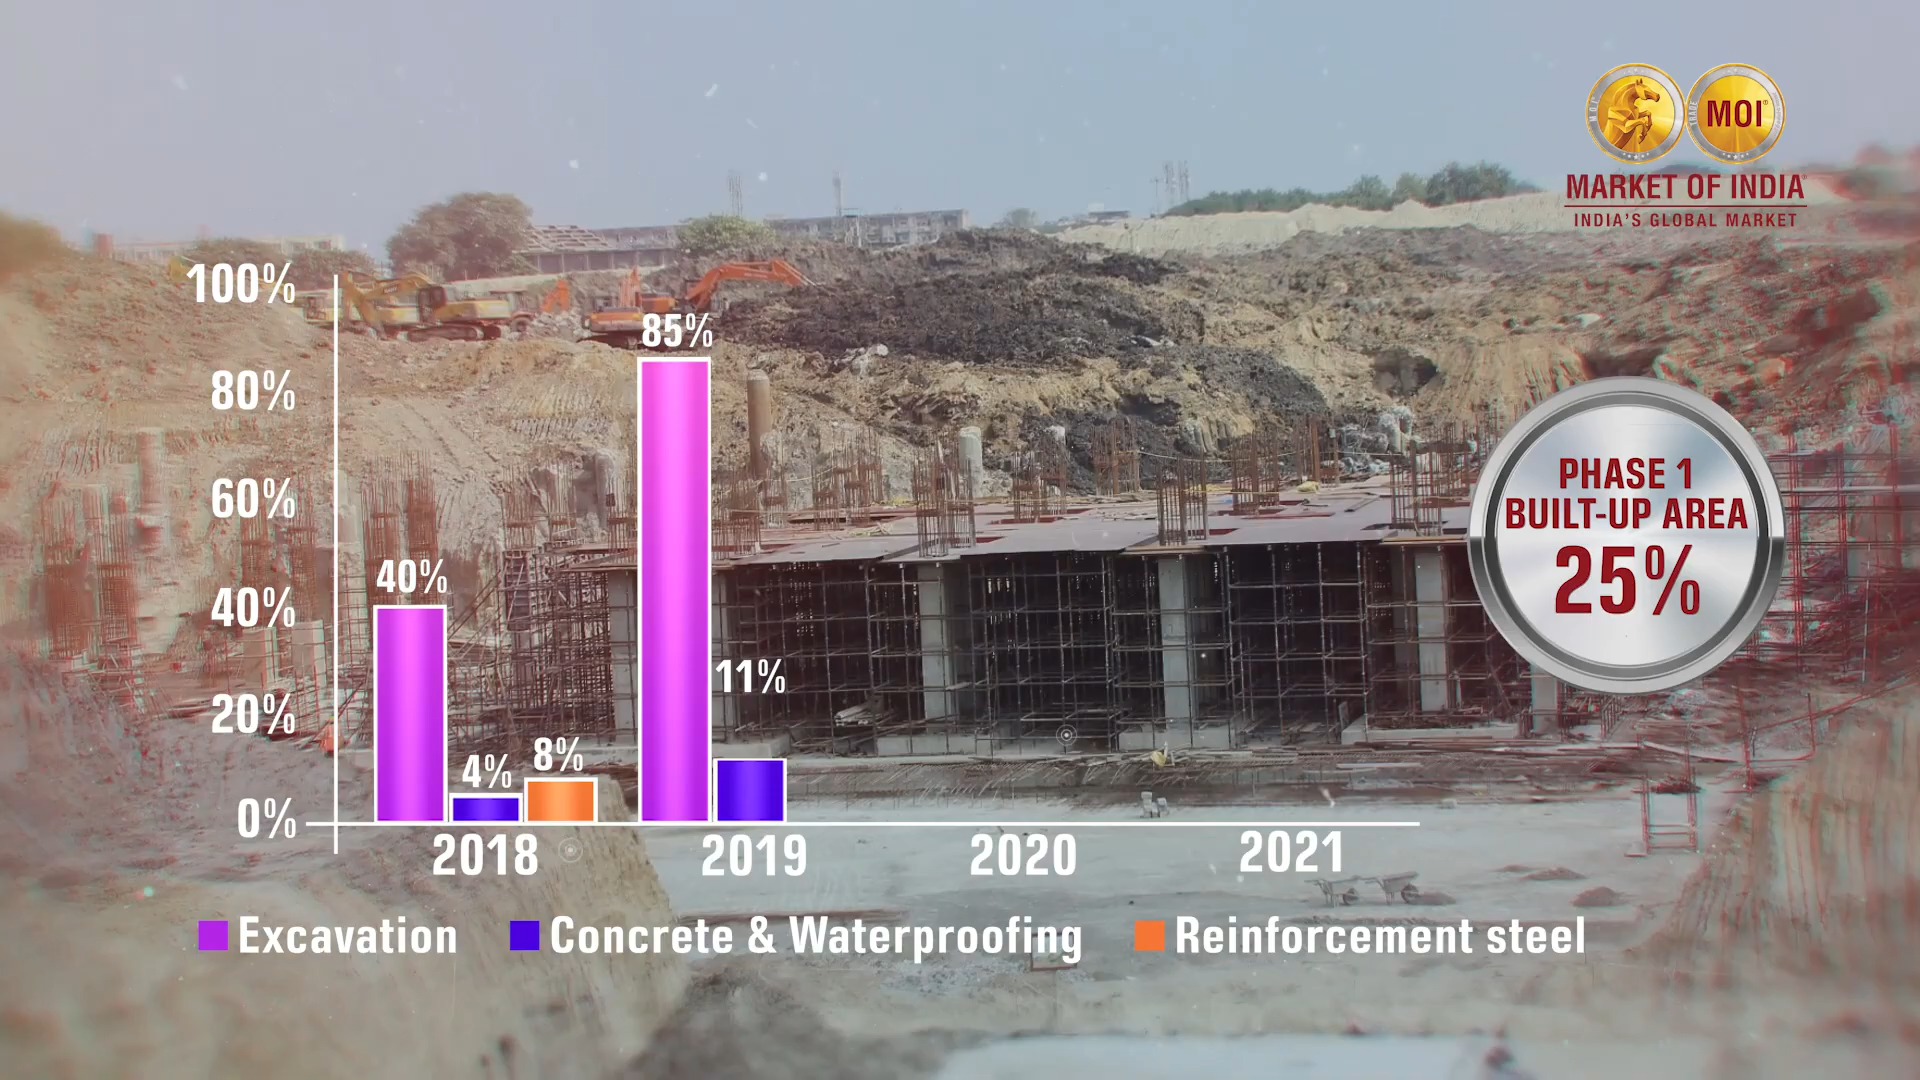 MOI
MARKET OF INDIA
INDIA'S GLOBAL MARKET
100%
80%
60%
40%
20%
0%
40%
4%
8%
85%
11%
2018
2019
2020
2021
Excavation
Concrete & Waterproofing
Reinforcement steel
PHASE 1
BUILT-UP AREA
25%